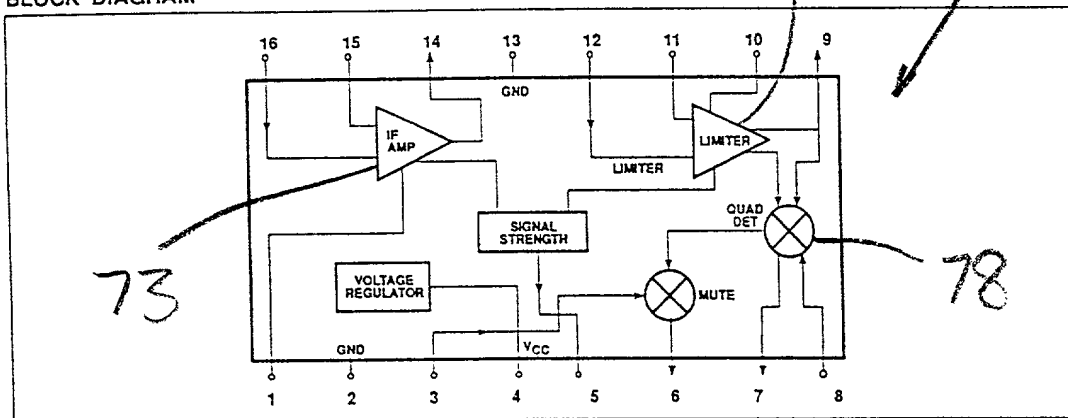 BLOCK DIAGRAM
16 15 14 13 12 11 10 9
GND
IF
AMP
LIMITER
LIMITER
SIGNAL
STRENGTH
QUAD
DET
73
VOLTAGE
REGULATOR
MUTE
78
GND
VCC
1 2 3 4 5 6 7 8